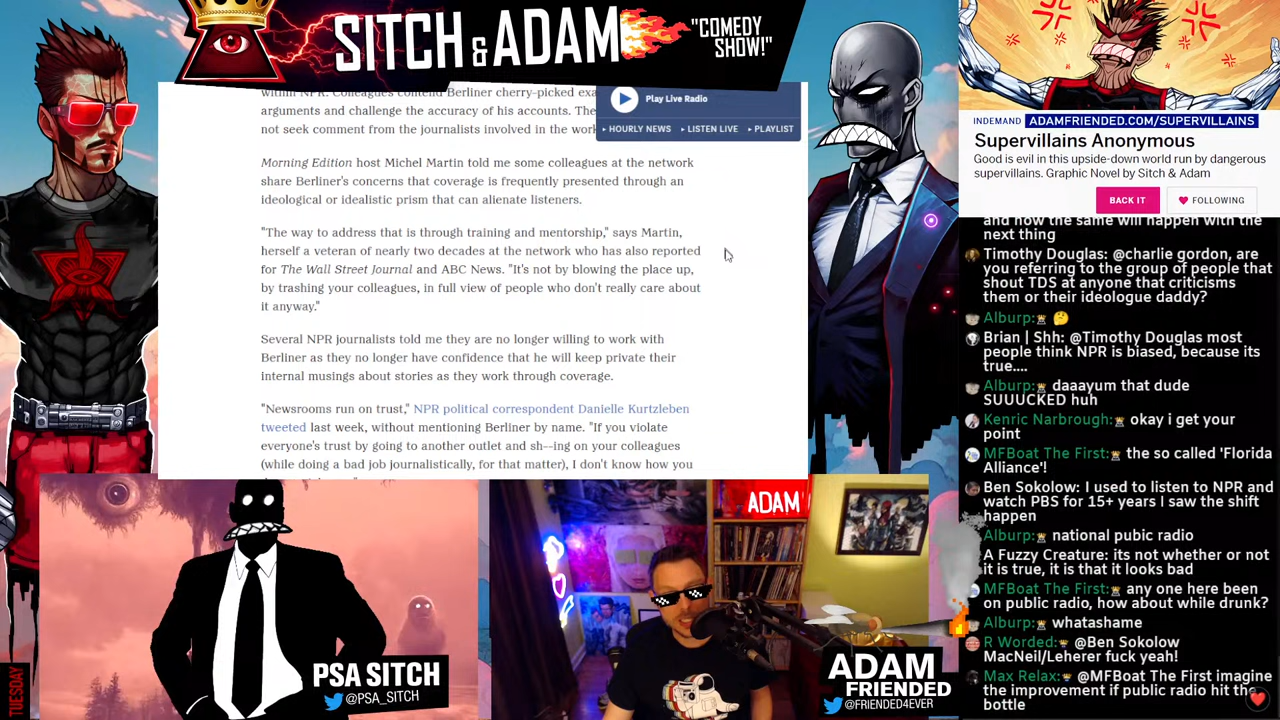 SITCH & ADAM
"COMEDY
SHOW!"
within NPR. Colleagues contend Berliner cherry-picked
arguments and challenge the accuracy of his accounts.
not seek comment from the journalists involved in the work
Play Live Radio
▸ HOURLY NEWS ▸ LISTEN LIVE ▸ PLAYLIST
Morning Edition host Michel Martin told me some colleagues at the network
share Berliner's concerns that coverage is frequently presented through an
ideological or idealistic prism that can alienate listeners.
"The way to address that is through training and mentorship," says Martin,
herself a veteran of nearly two decades at the network who has also reported
for The Wall Street Journal and ABC News. "It's not by blowing the place up,
by trashing your colleagues, in full view of people who don't really care about
it anyway."
Several NPR journalists told me they are no longer willing to work with
Berliner as they no longer have confidence that he will keep private their
internal musings about stories as they work through coverage.
"Newsrooms run on trust," NPR political correspondent Danielle Kurtzleben
tweeted last week, without mentioning Berliner by name. "If you violate
everyone's trust by going to another outlet and sh--ing on your colleagues
(while doing a bad job journalistically, for that matter), I don't know how you
INDEMAND ADAMFRIENDED.COM/SUPERVILLAINS
Supervillains Anonymous
Good is evil in this upside-down world run by dangerous
supervillains. Graphic Novel by Sitch & Adam
BACK IT
FOLLOWING
and how the same will happen with the
next thing
Timothy Douglas: @charlie gordon, are
you referring to the group of people that
shout TDS at anyone that criticisms
them or their ideologue daddy?
Alburp: 🤔
Brian | Shh: @Timothy Douglas most
people think NPR is biased, because its
true....
Alburp: daaayum that dude
SUUUCKED huh
Kenric Narbrough: okay i get your
point
MFBoat The First: the so called 'Florida
Alliance'!
Ben Sokolow: I used to listen to NPR and
watch PBS for 15+ years I saw the shift
happen
Alburp: national pubic radio
A Fuzzy Creature: its not whether or not
it is true, it is that it looks bad
MFBoat The First: any one here been
on public radio, how about while drunk?
Alburp: whatashame
R Worded: @Ben Sokolow
MacNeil/Leherer fuck yeah!
Max Relax: @MFBoat The First imagine
the improvement if public radio hit the
bottle
TUESDAY
PSA SITCH
@PSA_SITCH
ADAM
ADAM
FRIENDED
@FRIENDED4EVER